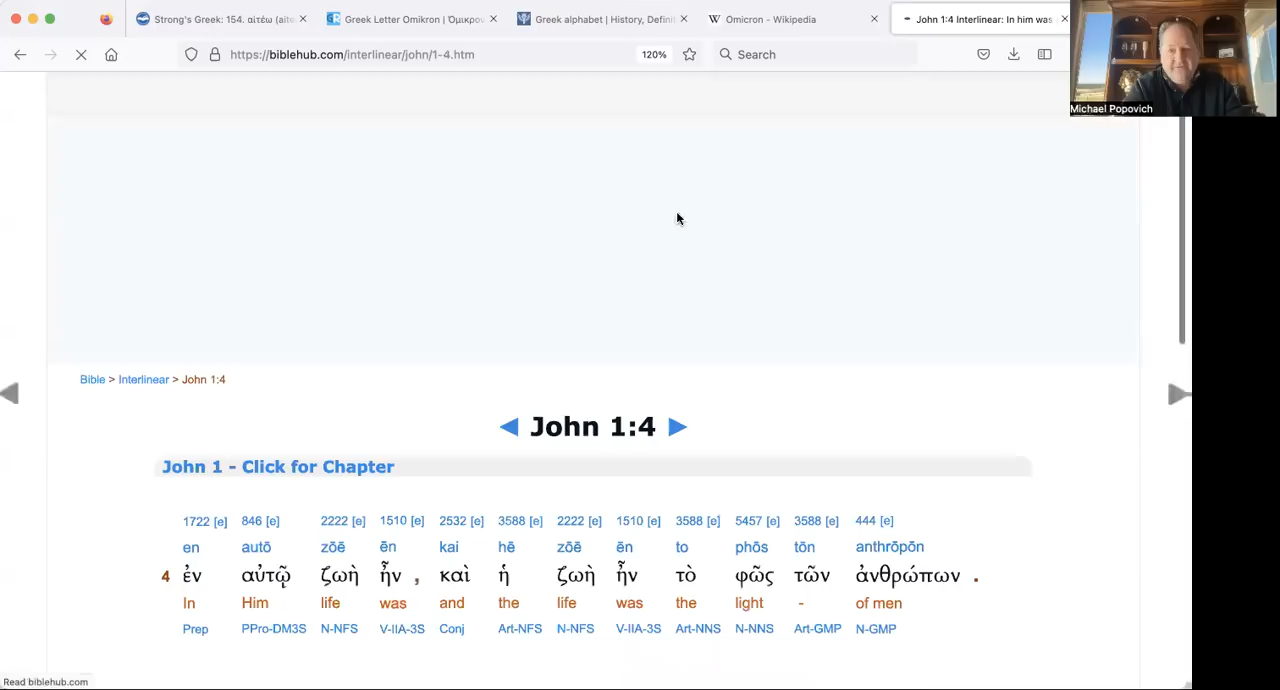 Strong's Greek: 154. αἰτέω (aite
Greek Letter Omikron | Όμικρον
Greek alphabet | History, Defini
Omicron - Wikipedia
John 1:4 Interlinear: In him was
https://biblehub.com/interlinear/john/1-4.htm
120%
Search
Michael Popovich
Bible > Interlinear > John 1:4
◀ John 1:4 ▶
John 1 - Click for Chapter
1722 [e] 846 [e] 2222 [e] 1510 [e] 2532 [e] 3588 [e] 2222 [e] 1510 [e] 3588 [e] 5457 [e] 3588 [e] 444 [e]
en autō zōē ēn kai hē zōē ēn to phōs tōn anthrōpōn
4 ἐν αὐτῷ ζωὴ ἦν , καὶ ἡ ζωὴ ἦν τὸ φῶς τῶν ἀνθρώπων .
In Him life was and the life was the light - of men
Prep PPro-DM3S N-NFS V-IIA-3S Conj Art-NFS N-NFS V-IIA-3S Art-NNS N-NNS Art-GMP N-GMP
Read biblehub.com